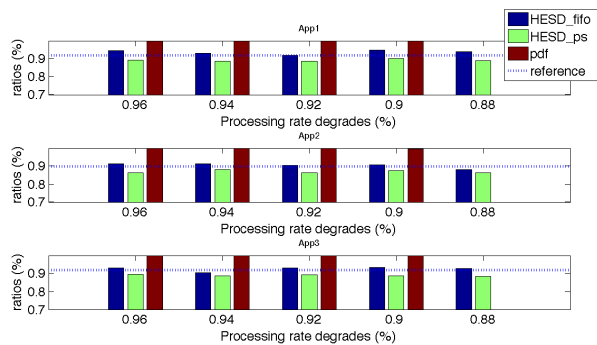 App1
HESD_fifo
HESD_ps
pdf
reference
ratios (%)
0.9
0.8
0.7
0.96
0.94
0.92
0.9
0.88
Processing rate degrades (%)
App2
ratios (%)
0.9
0.8
0.7
0.96
0.94
0.92
0.9
0.88
Processing rate degrades (%)
App3
ratios (%)
0.9
0.8
0.7
0.96
0.94
0.92
0.9
0.88
Processing rate degrades (%)